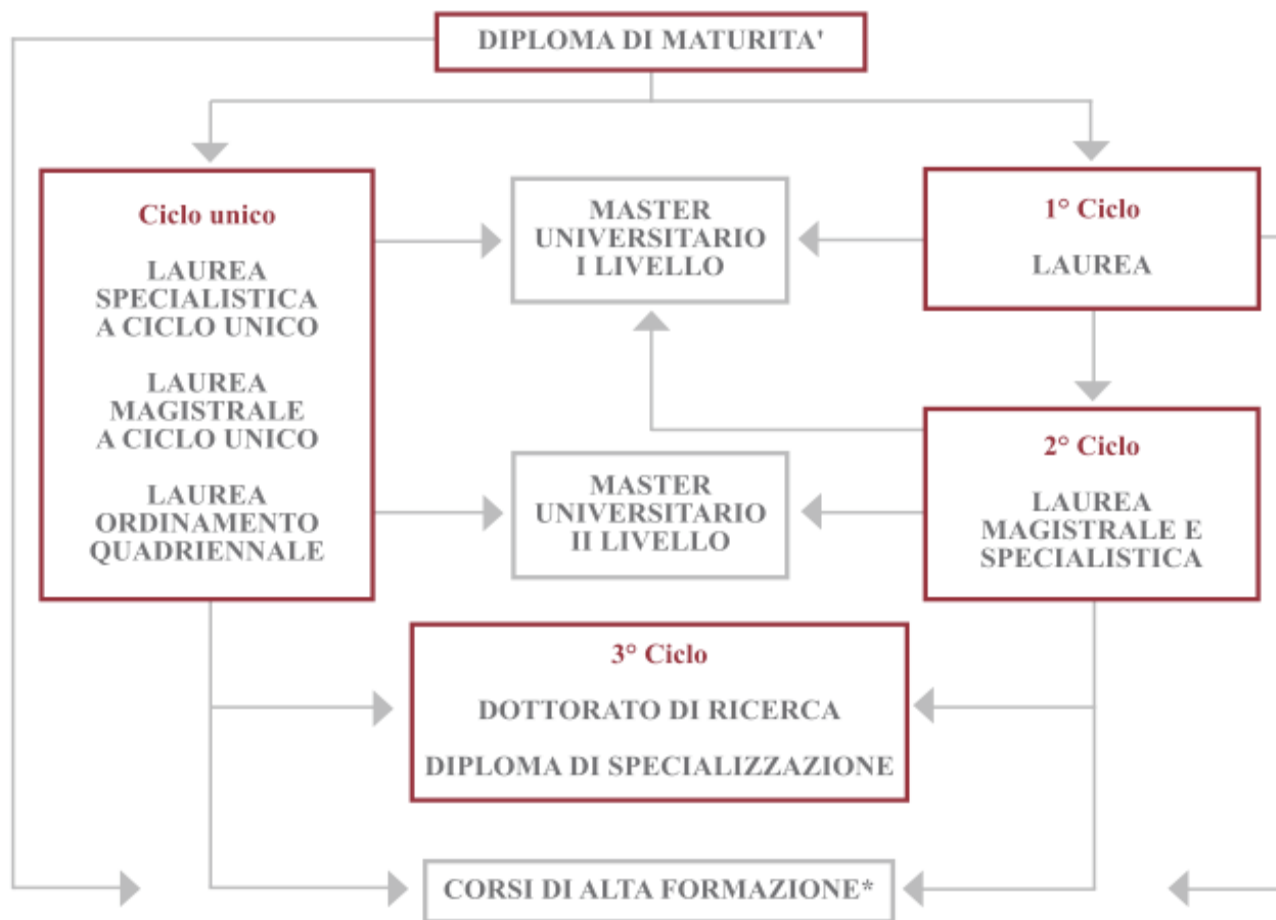 DIPLOMA DI MATURITA'
Ciclo unico
LAUREA
SPECIALISTICA
A CICLO UNICO
LAUREA
MAGISTRALE
A CICLO UNICO
LAUREA
ORDINAMENTO
QUADRIENNALE
MASTER
UNIVERSITARIO
I LIVELLO
1° Ciclo
LAUREA
MASTER
UNIVERSITARIO
II LIVELLO
2° Ciclo
LAUREA
MAGISTRALE E
SPECIALISTICA
3° Ciclo
DOTTORATO DI RICERCA
DIPLOMA DI SPECIALIZZAZIONE
CORSI DI ALTA FORMAZIONE*